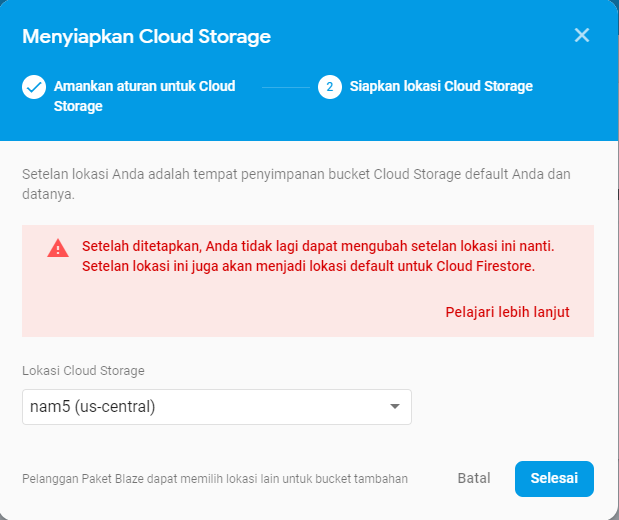 Menyiapkan Cloud Storage
Amankan aturan untuk Cloud
Storage
2
Siapkan lokasi Cloud Storage
Setelan lokasi Anda adalah tempat penyimpanan bucket Cloud Storage default Anda dan
datanya.
Setelah ditetapkan, Anda tidak lagi dapat mengubah setelan lokasi ini nanti.
Setelan lokasi ini juga akan menjadi lokasi default untuk Cloud Firestore.
Pelajari lebih lanjut
Lokasi Cloud Storage
nam5 (us-central)
Pelanggan Paket Blaze dapat memilih lokasi lain untuk bucket tambahan
Batal
Selesai